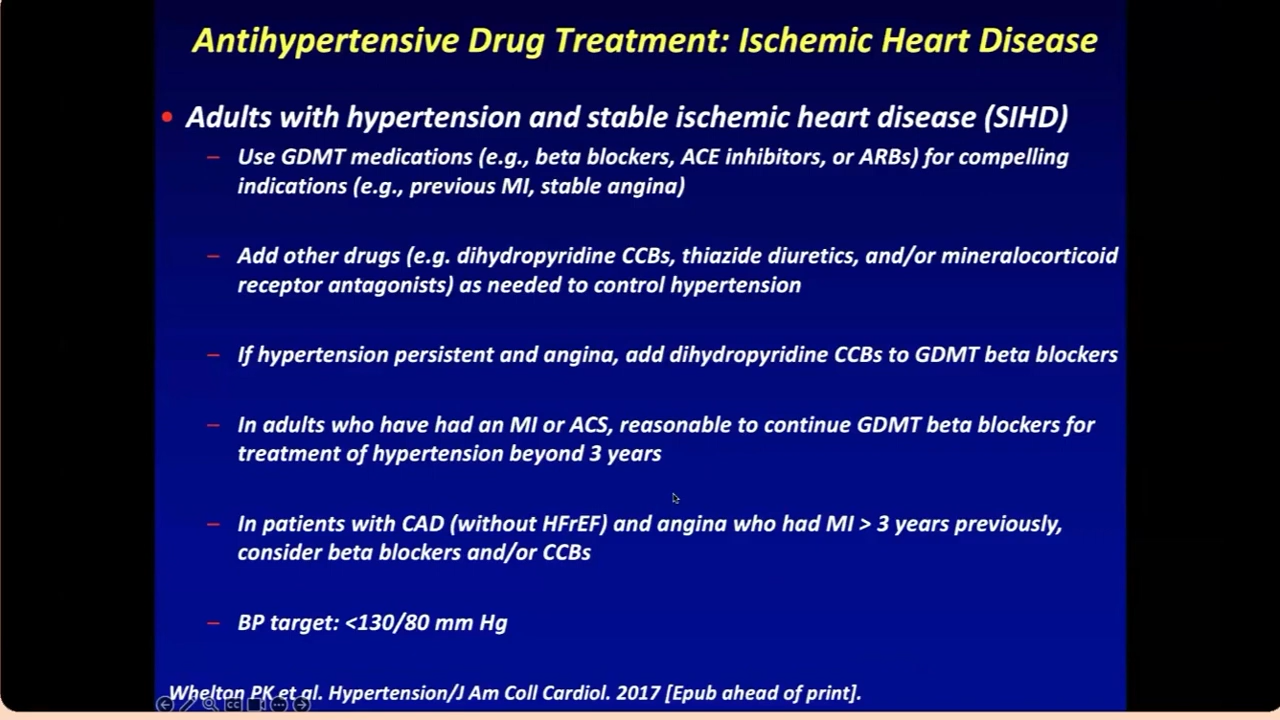 Antihypertensive Drug Treatment: Ischemic Heart Disease
• Adults with hypertension and stable ischemic heart disease (SIHD)
– Use GDMT medications (e.g., beta blockers, ACE inhibitors, or ARBs) for compelling
indications (e.g., previous MI, stable angina)
– Add other drugs (e.g. dihydropyridine CCBs, thiazide diuretics, and/or mineralocorticoid
receptor antagonists) as needed to control hypertension
– If hypertension persistent and angina, add dihydropyridine CCBs to GDMT beta blockers
– In adults who have had an MI or ACS, reasonable to continue GDMT beta blockers for
treatment of hypertension beyond 3 years
– In patients with CAD (without HFrEF) and angina who had MI > 3 years previously,
consider beta blockers and/or CCBs
– BP target: <130/80 mm Hg
Whelton PK et al. Hypertension/J Am Coll Cardiol. 2017 [Epub ahead of print].